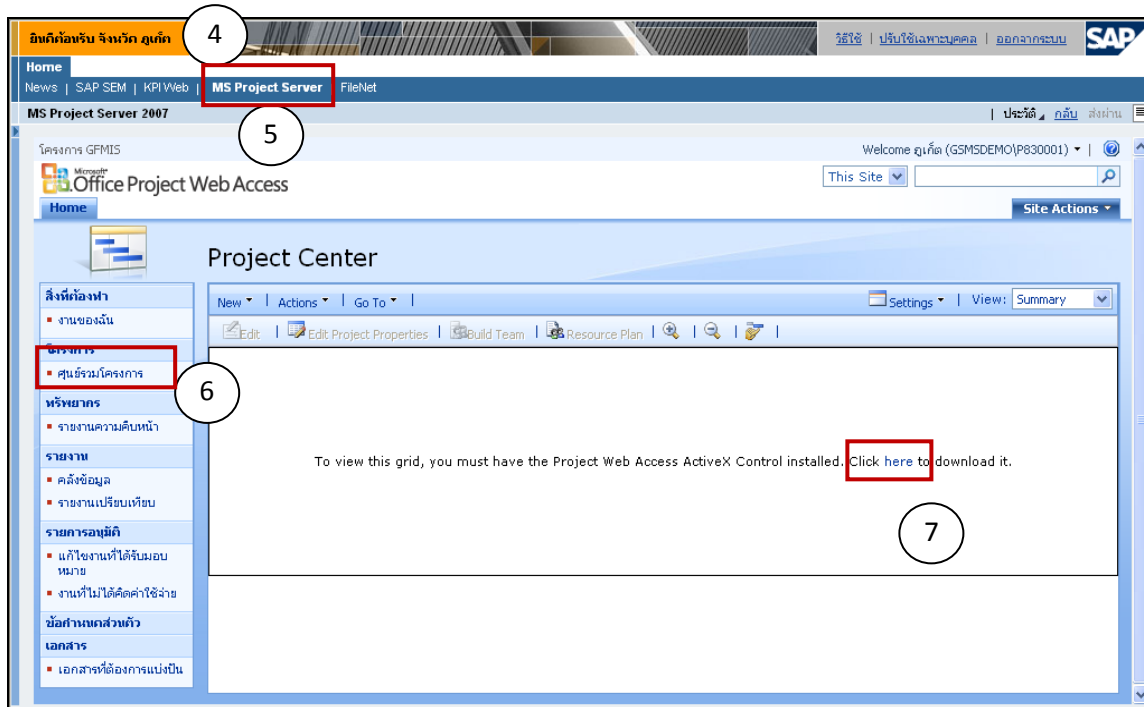 ยินดีต้อนรับ จังหวัด ภูเก็ต
4
วิธีใช้ | ปรับใช้เฉพาะบุคคล | ออกจากระบบ
SAP
Home
News | SAP SEM | KPI Web | MS Project Server FileNet
MS Project Server 2007
5
| ประวัติ กลับ ส่งผ่าน
โครงการ GFMIS
Welcome ภูเก็ต (GSMSDEMO\P830001) |
Microsoft
Office Project Web Access
This Site
Home
Site Actions
Project Center
สิ่งที่ต้องทำ
New | Actions | Go To |
Settings | View: Summary
งานของฉัน
Edit | Edit Project Properties | Build Team | Resource Plan | | | |
โครงการ
ศูนย์รวมโครงการ
6
ทรัพยากร
รายงานความคืบหน้า
รายงาน
To view this grid, you must have the Project Web Access ActiveX Control installed. Click here to download it.
คลังข้อมูล
รายงานเปรียบเทียบ
7
รายการอนุมัติ
แก้ไขงานที่ได้รับมอบ
หมาย
งานที่ไม่ได้คิดค่าใช้จ่าย
ข้อกำหนดส่วนตัว
เอกสาร
เอกสารที่ต้องการแบ่งปัน